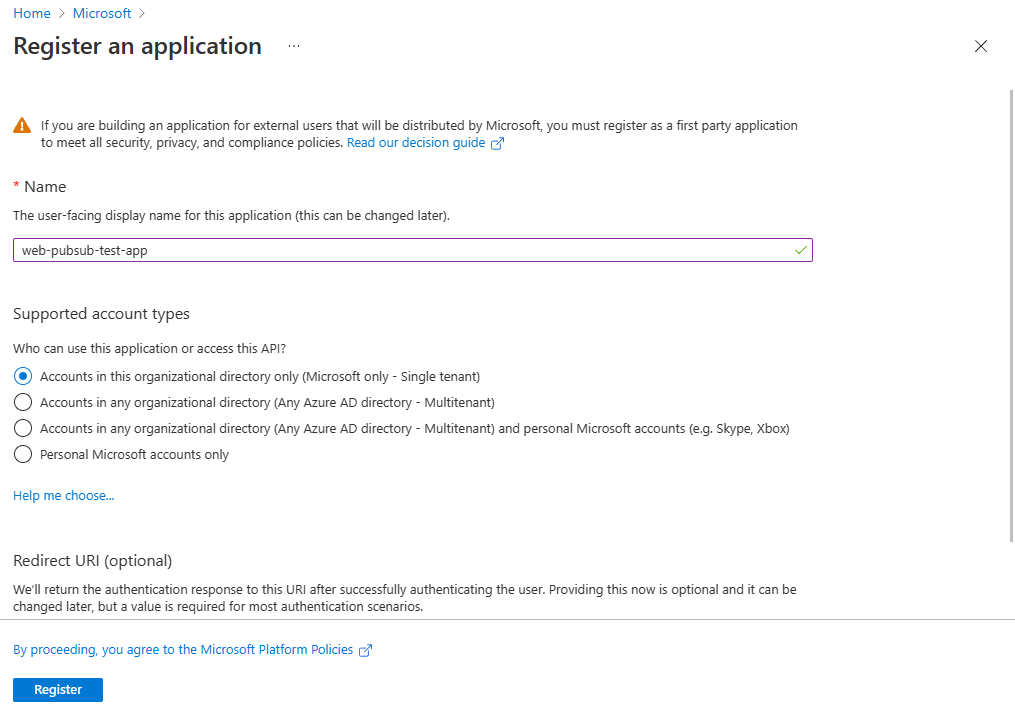 Home > Microsoft >
Register an application ...
If you are building an application for external users that will be distributed by Microsoft, you must register as a first party application
to meet all security, privacy, and compliance policies. Read our decision guide
* Name
The user-facing display name for this application (this can be changed later).
web-pubsub-test-app
Supported account types
Who can use this application or access this API?
Accounts in this organizational directory only (Microsoft only - Single tenant)
Accounts in any organizational directory (Any Azure AD directory - Multitenant)
Accounts in any organizational directory (Any Azure AD directory - Multitenant) and personal Microsoft accounts (e.g. Skype, Xbox)
Personal Microsoft accounts only
Help me choose...
Redirect URI (optional)
We'll return the authentication response to this URI after successfully authenticating the user. Providing this now is optional and it can be
changed later, but a value is required for most authentication scenarios.
By proceeding, you agree to the Microsoft Platform Policies
Register